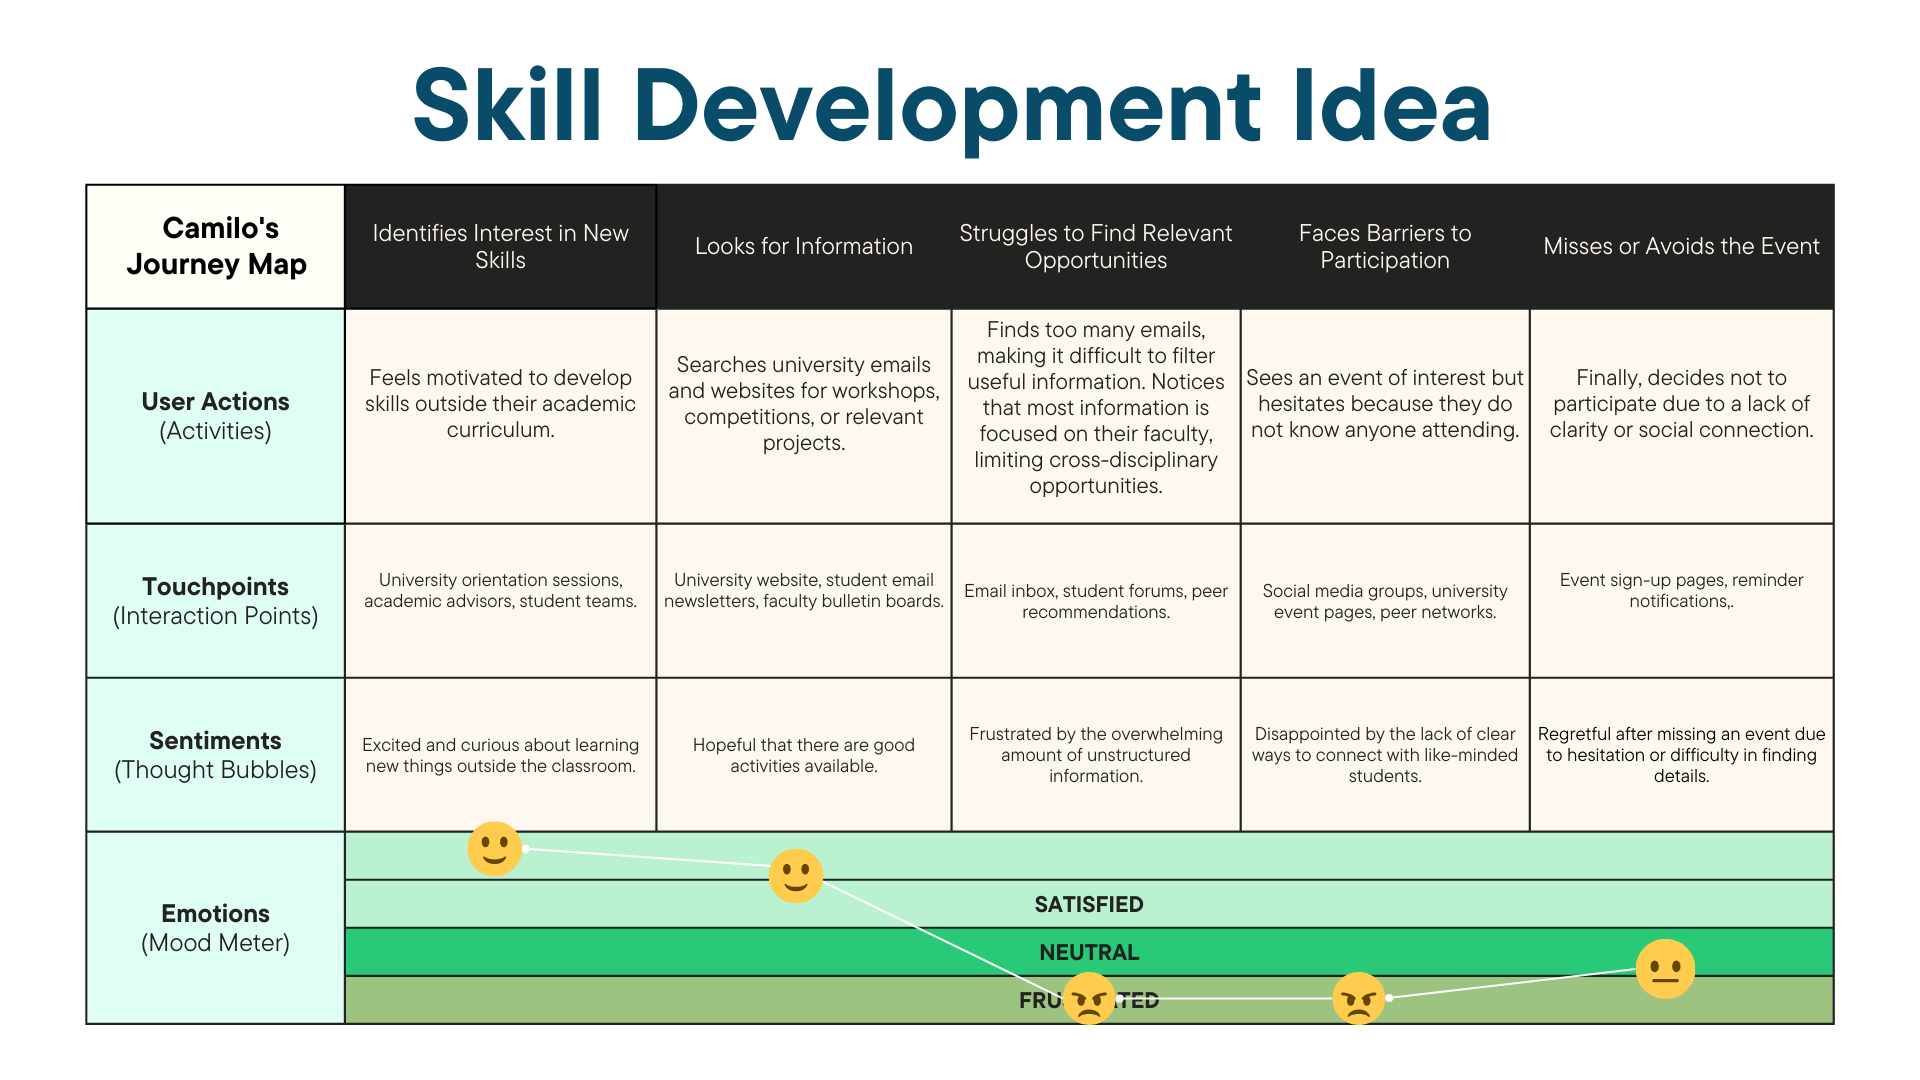 Skill Development Idea
Camilo's
Journey Map
Identifies Interest in New
Skills
Looks for Information
Struggles to Find Relevant
Opportunities
Faces Barriers to
Participation
Misses or Avoids the Event
User Actions
(Activities)
Feels motivated to develop
skills outside their academic
curriculum.
Searches university emails
and websites for workshops,
competitions, or relevant
projects.
Finds too many emails,
making it difficult to filter
useful information. Notices
that most information is
focused on their faculty,
limiting cross-disciplinary
opportunities.
Sees an event of interest but
hesitates because they do
not know anyone attending.
Finally, decides not to
participate due to a lack of
clarity or social connection.
Touchpoints
(Interaction Points)
University orientation sessions,
academic advisors, student teams.
University website, student email
newsletters, faculty bulletin boards.
Email inbox, student forums, peer
recommendations.
Social media groups, university
event pages, peer networks.
Event sign-up pages, reminder
notifications,.
Sentiments
(Thought Bubbles)
Excited and curious about learning
new things outside the classroom.
Hopeful that there are good
activities available.
Frustrated by the overwhelming
amount of unstructured
information.
Disappointed by the lack of clear
ways to connect with like-minded
students.
Regretful after missing an event due
to hesitation or difficulty in finding
details.
Emotions
(Mood Meter)
SATISFIED
NEUTRAL